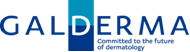 GALDERMA
Committed to the future
of dermatology